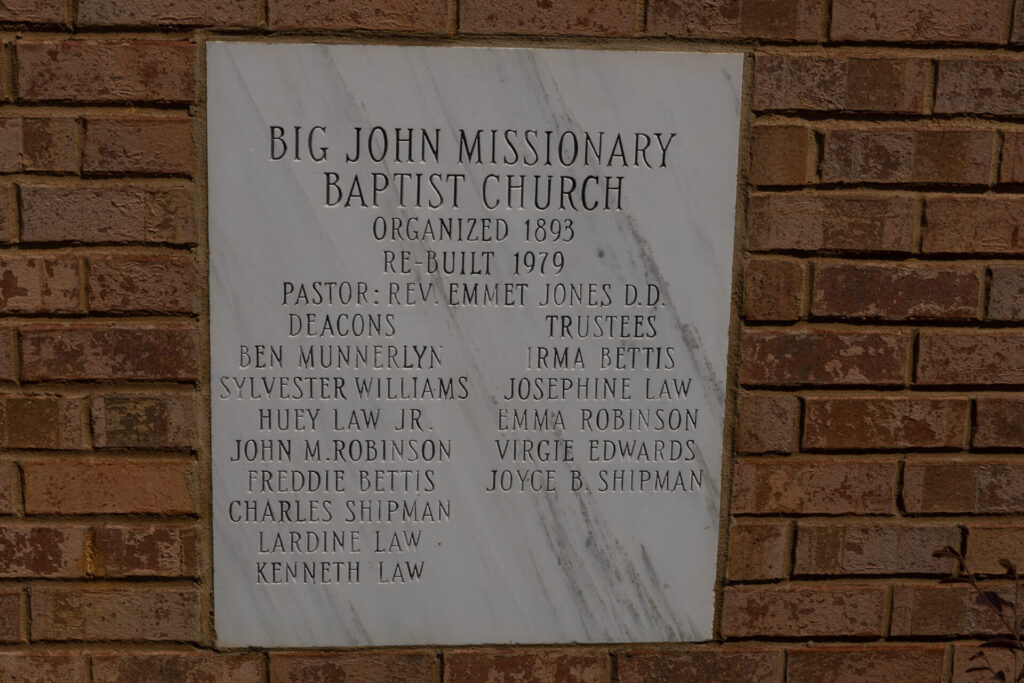 BIG JOHN MISSIONARY
BAPTIST CHURCH
ORGANIZED 1893
RE-BUILT 1979
PASTOR: REV. EMMET JONES D.D.
DEACONS
BEN MUNNERLYN
SYLVESTER WILLIAMS
HUEY LAW JR.
JOHN M. ROBINSON
FREDDIE BETTIS
CHARLES SHIPMAN
LARDINE LAW
KENNETH LAW
TRUSTEES
IRMA BETTIS
JOSEPHINE LAW
EMMA ROBINSON
VIRGIE EDWARDS
JOYCE B. SHIPMAN